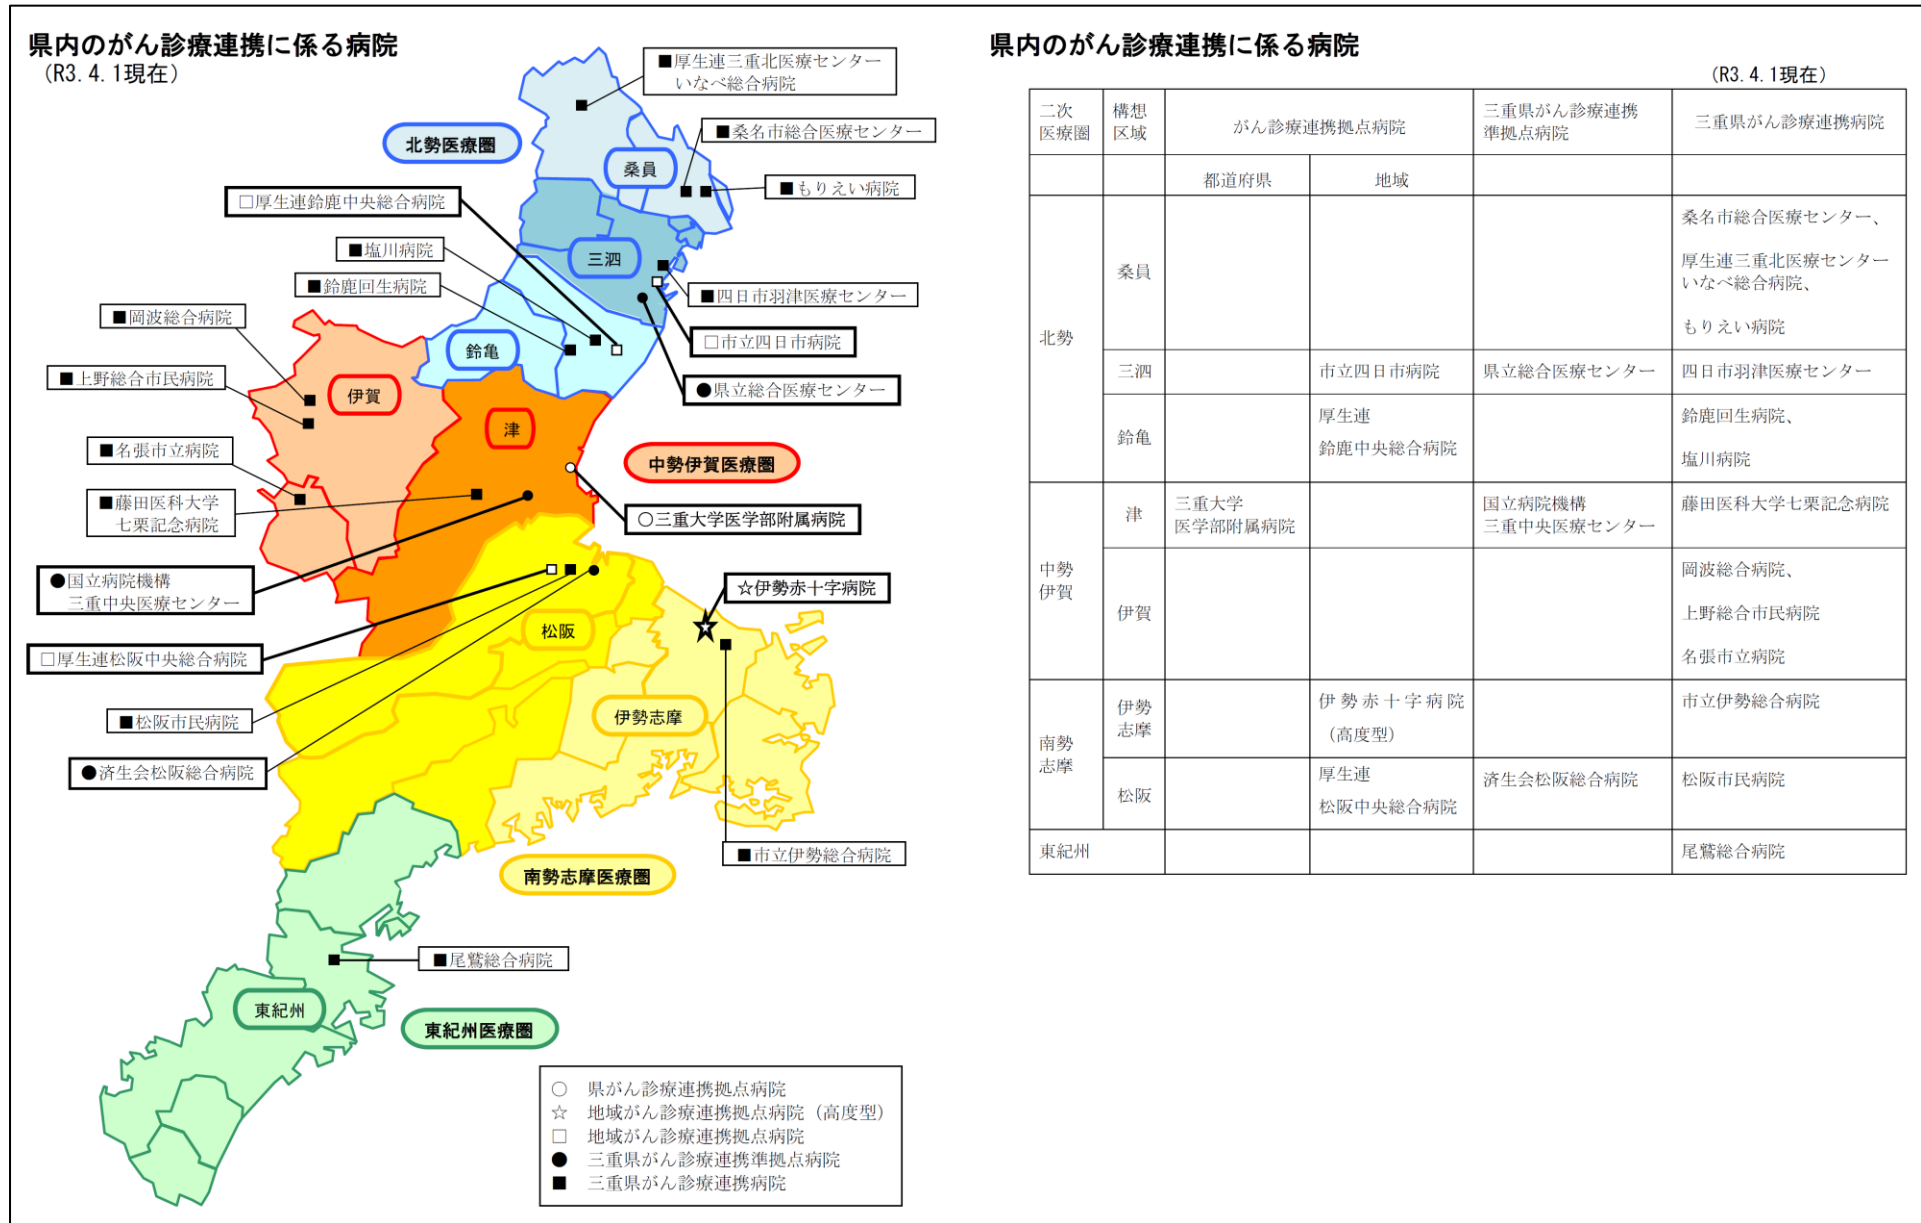 県内のがん診療連携に係る病院
（R3.4.1現在）
■厚生連三重北医療センター
いなべ総合病院
■桑名市総合医療センター
北勢医療圏
桑員
■もりえい病院
□厚生連鈴鹿中央総合病院
■塩川病院
三泗
■鈴鹿回生病院
■四日市羽津医療センター
■岡波総合病院
□市立四日市病院
鈴亀
■上野総合市民病院
●県立総合医療センター
伊賀
津
■名張市立病院
中勢伊賀医療圏
■藤田医科大学
七栗記念病院
○三重大学医学部附属病院
●国立病院機構
三重中央医療センター
☆伊勢赤十字病院
松阪
□厚生連松阪中央総合病院
■松阪市民病院
伊勢志摩
●済生会松阪総合病院
■市立伊勢総合病院
南勢志摩医療圏
■尾鷲総合病院
東紀州
東紀州医療圏
○ 県がん診療連携拠点病院
☆ 地域がん診療連携拠点病院（高度型）
□ 地域がん診療連携拠点病院
● 三重県がん診療連携準拠点病院
■ 三重県がん診療連携病院
県内のがん診療連携に係る病院
（R3.4.1現在）
二次
医療圏
構想
区域
がん診療連携拠点病院
三重県がん診療連携
準拠点病院
三重県がん診療連携病院
都道府県
地域
北勢
桑員
桑名市総合医療センター、
厚生連三重北医療センター
いなべ総合病院、
もりえい病院
三泗
市立四日市病院
県立総合医療センター
四日市羽津医療センター
鈴亀
厚生連
鈴鹿中央総合病院
鈴鹿回生病院、
塩川病院
中勢
伊賀
津
三重大学
医学部附属病院
国立病院機構
三重中央医療センター
藤田医科大学七栗記念病院
伊賀
岡波総合病院、
上野総合市民病院
名張市立病院
南勢
志摩
伊勢
志摩
伊勢赤十字病院
（高度型）
市立伊勢総合病院
松阪
厚生連
松阪中央総合病院
済生会松阪総合病院
松阪市民病院
東紀州
尾鷲総合病院